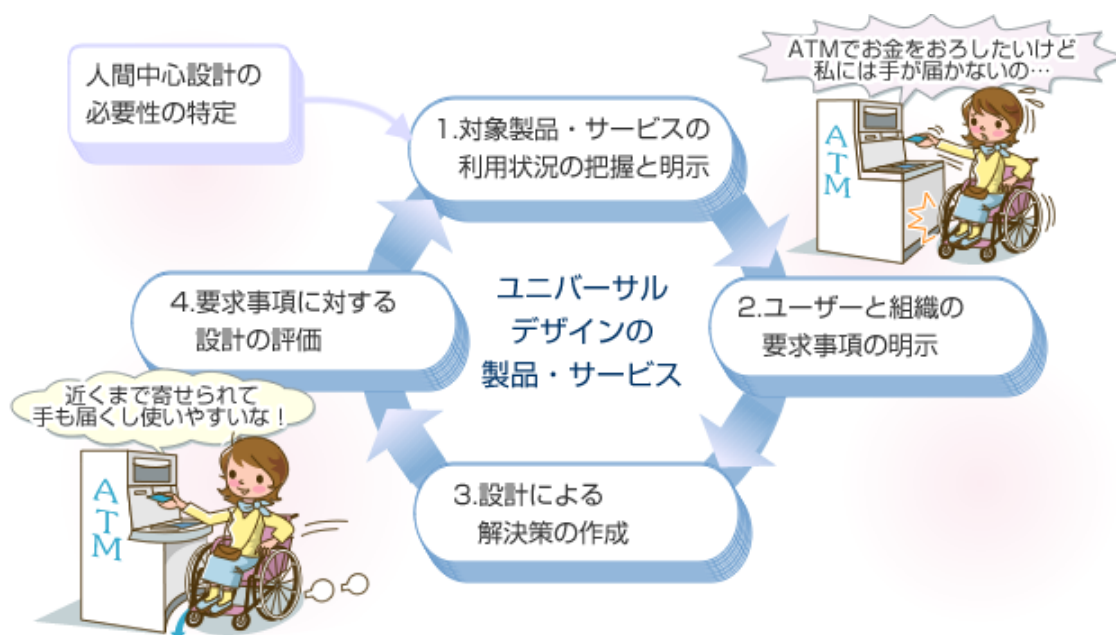 人間中心設計の
必要性の特定
ATMでお金をおろしたいけど
私には手が届かないの…
1.対象製品・サービスの
利用状況の把握と明示
ATM
ユニバーサル
デザインの
製品・サービス
4.要求事項に対する
設計の評価
2.ユーザーと組織の
要求事項の明示
近くまで寄せられて
手も届くし使いやすいな!
ATM
3.設計による
解決策の作成